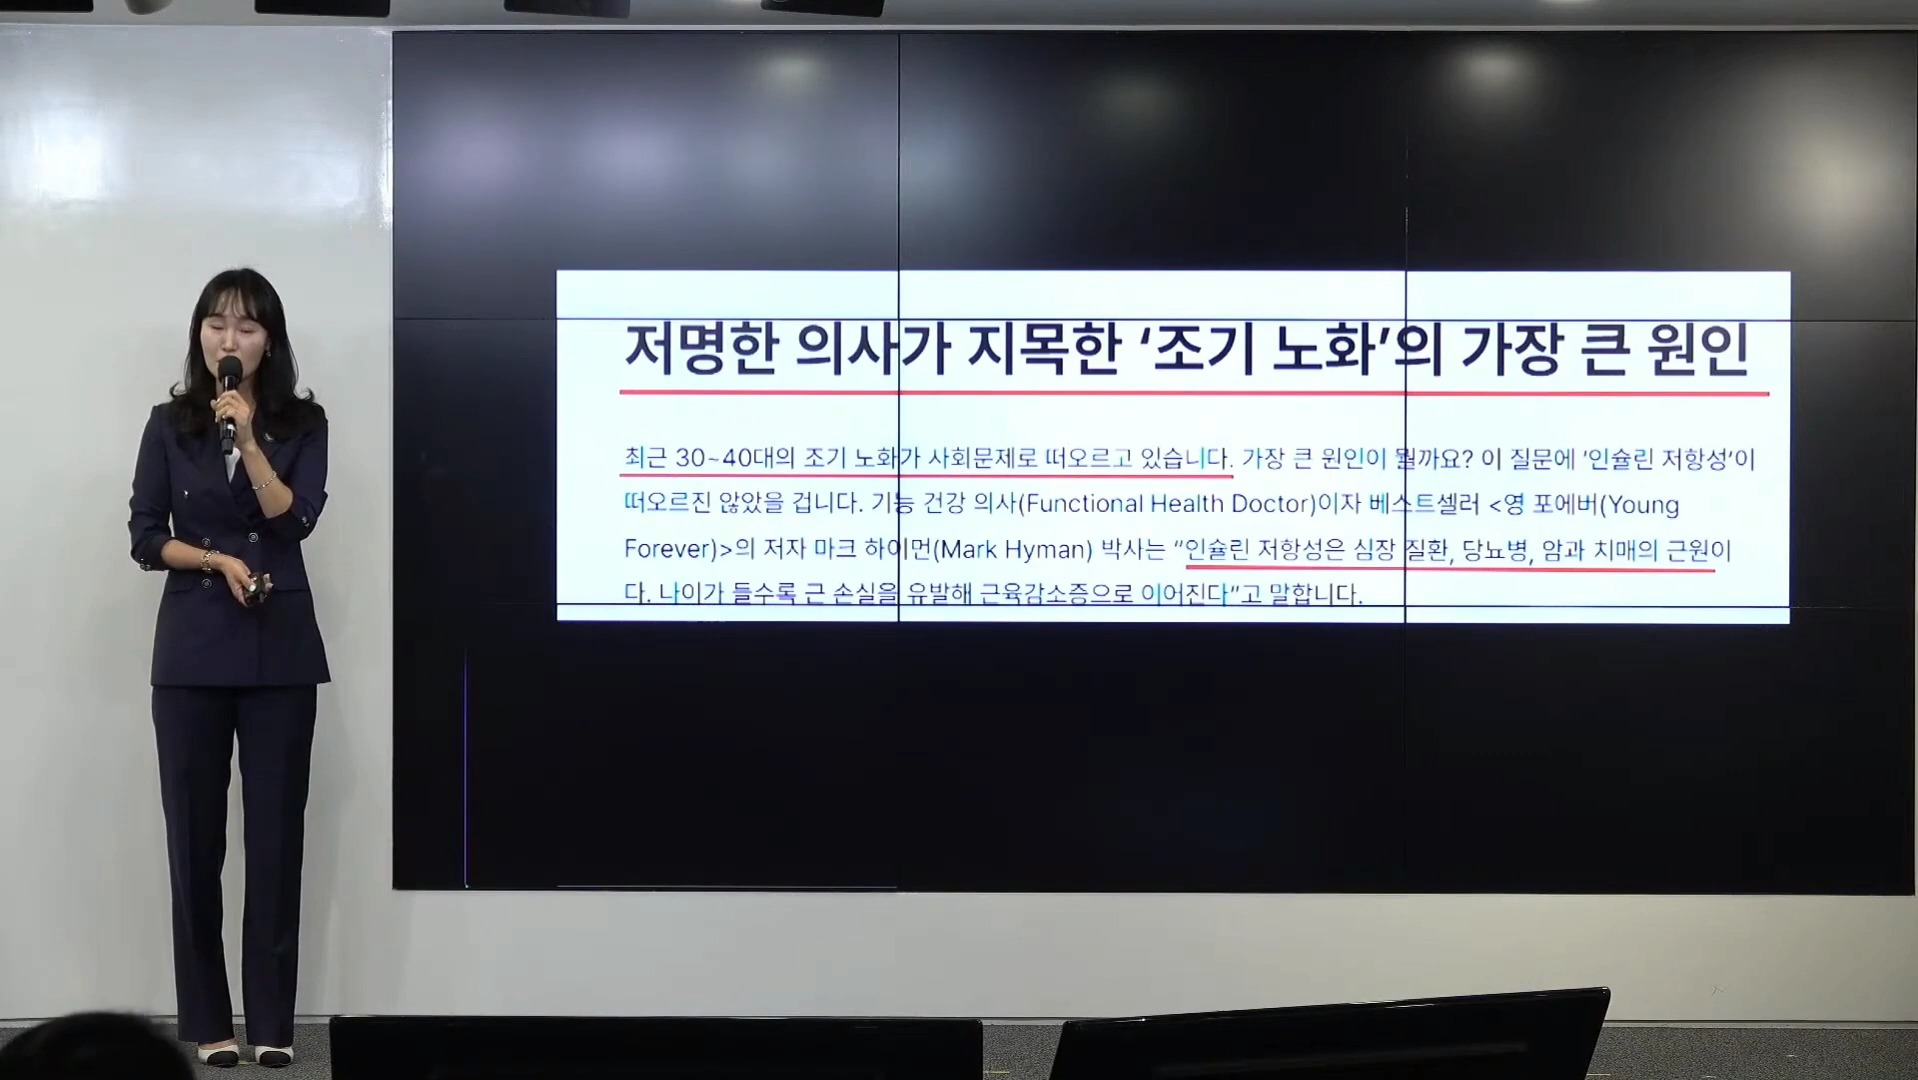 저명한 의사가 지목한 ‘조기 노화’의 가장 큰 원인
최근 30~40대의 조기 노화가 사회문제로 떠오르고 있습니다. 가장 큰 원인이 뭘까요? 이 질문에 ‘인슐린 저항성’이
떠오르진 않았을 겁니다. 기능 건강 의사(Functional Health Doctor)이자 베스트셀러 <영 포에버(Young
Forever)>의 저자 마크 하이먼(Mark Hyman) 박사는 “인슐린 저항성은 심장 질환, 당뇨병, 암과 치매의 근원이
다. 나이가 들수록 근 손실을 유발해 근육감소증으로 이어진다”고 말합니다.